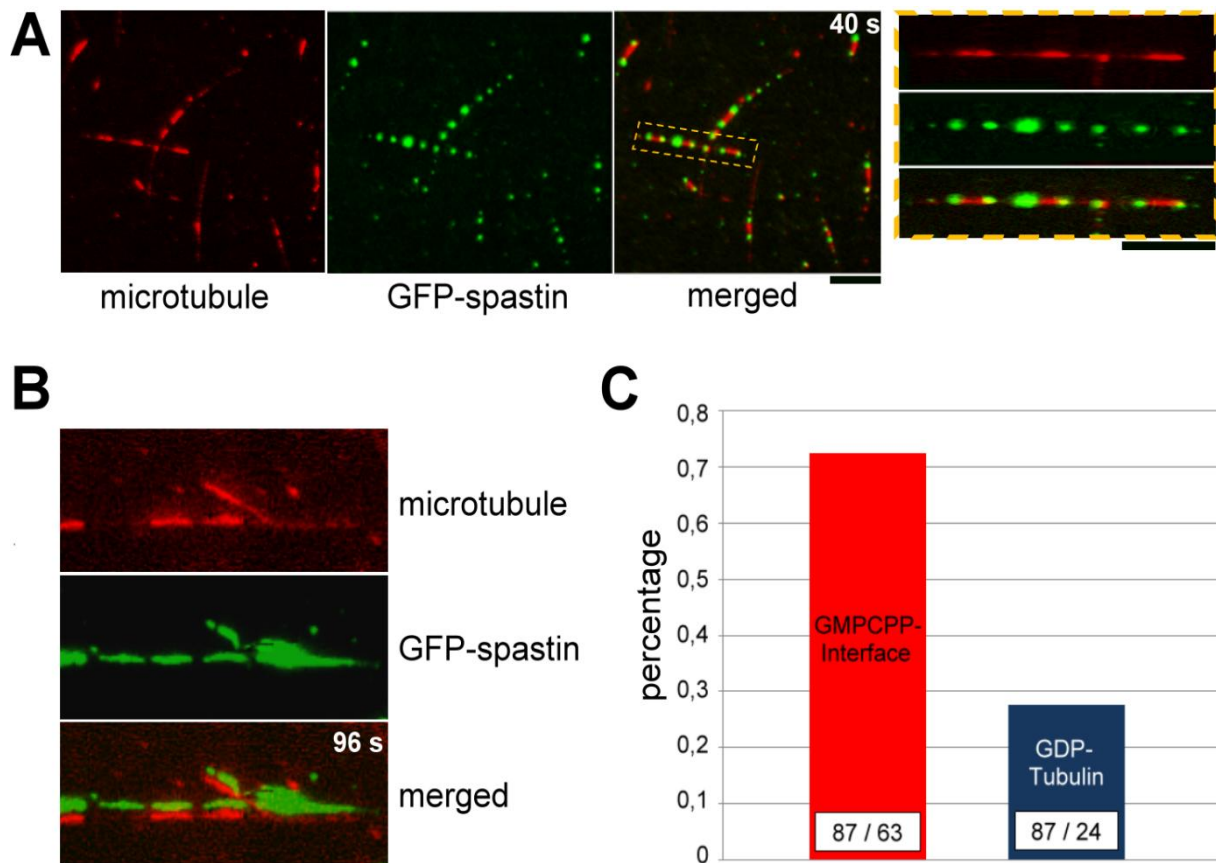 A
40 s
microtubule
GFP-spastin
merged
B
microtubule
GFP-spastin
96 s
merged
C
percentage
0,8
0,7
0,6
0,5
0,4
0,3
0,2
0,1
0
GMPCPP-
Interface
87 / 63
GDP-
Tubulin
87 / 24